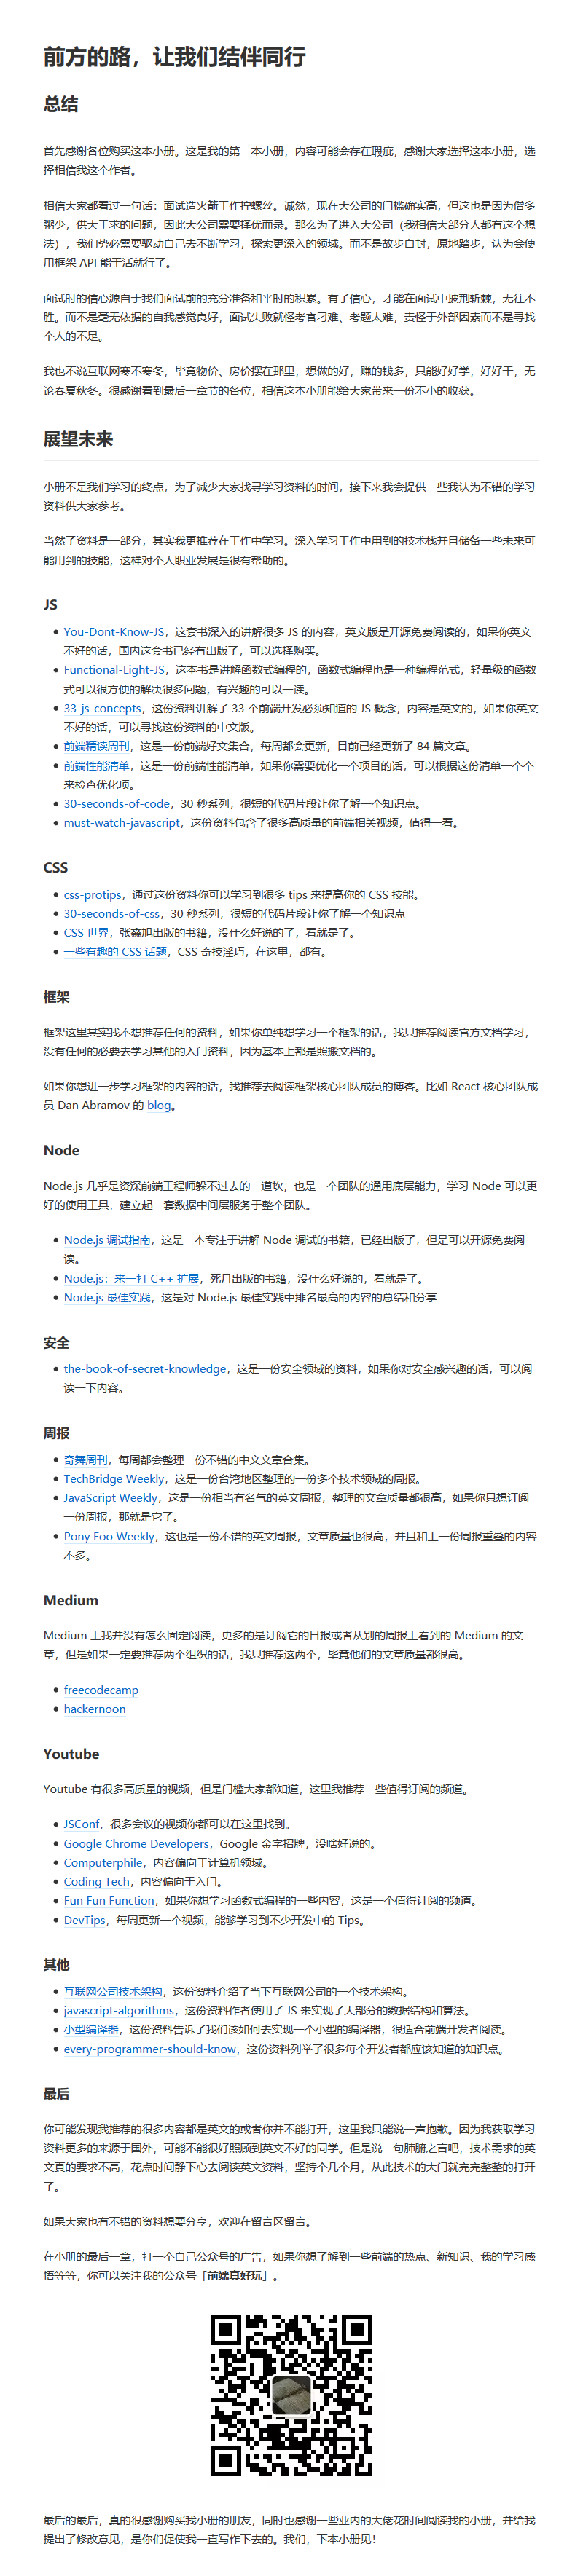 前方的路，让我们结伴同行
总结
首先感谢各位购买这本小册。这是我的第一本小册，内容可能会存在瑕疵，感谢大家选择这本小册，选
择相信我这个作者。
相信大家都看过一句话：面试造火箭工作拧螺丝。诚然，现在大公司的门槛确实高，但这也是因为僧多
粥少，供大于求的问题，因此大公司需要择优而录。那么为了进入大公司（我相信大部分人都有这个想
法），我们势必需要驱动自己去不断学习，探索更深入的领域。而不是故步自封，原地踏步，认为会使
用框架 API 能干活就行了。
面试时的信心源自于我们面试前的充分准备和平时的积累。有了信心，才能在面试中披荆斩棘，无往不
胜。而不是毫无依据的自我感觉良好，面试失败就怪考官刁难、考题太难，责怪于外部因素而不是寻找
个人的不足。
我也不说互联网寒不寒冬，毕竟物价、房价摆在那里，想做的好，赚的钱多，只能好好学，好好干，无
论春夏秋冬。很感谢看到最后一章节的各位，相信这本小册能给大家带来一份不小的收获。
展望未来
小册不是我们学习的终点，为了减少大家找寻学习资料的时间，接下来我会提供一些我认为不错的学习
资料供大家参考。
当然了资料是一部分，其实我更推荐在工作中学习。深入学习工作中用到的技术栈并且储备一些未来可
能用到的技能，这样对个人职业发展是很有帮助的。
JS
You-Dont-Know-JS，这套书深入的讲解很多 JS 的内容，英文版是开源免费阅读的，如果你英文
不好的话，国内这套书已经有出版了，可以选择购买。
Functional-Light-JS，这本书是讲解函数式编程的，函数式编程也是一种编程范式，轻量级的函数
式可以很方便的解决很多问题，有兴趣的可以一读。
33-js-concepts，这份资料讲解了 33 个前端开发必须知道的 JS 概念，内容是英文的，如果你英文
不好的话，可以寻找这份资料的中文版。
前端精读周刊，这是一份前端好文集合，每周都会更新，目前已经更新了 84 篇文章。
前端性能清单，这是一份前端性能清单，如果你需要优化一个项目的话，可以根据这份清单一个个
来检查优化项。
30-seconds-of-code，30 秒系列，很短的代码片段让你了解一个知识点。
must-watch-javascript，这份资料包含了很多高质量的前端相关视频，值得一看。
CSS
css-protips，通过这份资料你可以学习到很多 tips 来提高你的 CSS 技能。
30-seconds-of-css，30 秒系列，很短的代码片段让你了解一个知识点
CSS 世界，张鑫旭出版的书籍，没什么好说的了，看就是了。
一些有趣的 CSS 话题，CSS 奇技淫巧，在这里，都有。
框架
框架这里其实我不想推荐任何的资料，如果你单纯想学习一个框架的话，我只推荐阅读官方文档学习，
没有任何的必要去学习其他的入门资料，因为基本上都是照搬文档的。
如果你想进一步学习框架的内容的话，我推荐去阅读框架核心团队成员的博客。比如 React 核心团队成
员 Dan Abramov 的 blog。
Node
Node.js 几乎是资深前端工程师躲不过去的一道坎，也是一个团队的通用底层能力，学习 Node 可以更
好的使用工具，建立起一套数据中间层服务于整个团队。
Node.js 调试指南，这是一本专注于讲解 Node 调试的书籍，已经出版了，但是可以开源免费阅
读。
Node.js：来一打 C++ 扩展，死月出版的书籍，没什么好说的，看就是了。
Node.js 最佳实践，这是对 Node.js 最佳实践中排名最高的内容的总结和分享
安全
the-book-of-secret-knowledge，这是一份安全领域的资料，如果你对安全感兴趣的话，可以阅
读一下内容。
周报
奇舞周刊，每周都会整理一份不错的中文文章合集。
TechBridge Weekly，这是一份台湾地区整理的一份多个技术领域的周报。
JavaScript Weekly，这是一份相当有名气的英文周报，整理的文章质量都很高，如果你只想订阅
一份周报，那就是它了。
Pony Foo Weekly，这也是一份不错的英文周报，文章质量也很高，并且和上一份周报重叠的内容
不多。
Medium
Medium 上我并没有怎么固定阅读，更多的是订阅它的日报或者从别的周报上看到的 Medium 的文
章，但是如果一定要推荐两个组织的话，我只推荐这两个，毕竟他们的文章质量都很高。
freecodecamp
hackernoon
Youtube
Youtube 有很多高质量的视频，但是门槛大家都知道，这里我推荐一些值得订阅的频道。
JSConf，很多会议的视频你都可以在这里找到。
Google Chrome Developers，Google 金字招牌，没啥好说的。
Computerphile，内容偏向于计算机领域。
Coding Tech，内容偏向于入门。
Fun Fun Function，如果你想学习函数式编程的一些内容，这是一个值得订阅的频道。
DevTips，每周更新一个视频，能够学习到不少开发中的 Tips。
其他
互联网公司技术架构，这份资料介绍了当下互联网公司的一个技术架构。
javascript-algorithms，这份资料作者使用了 JS 来实现了大部分的数据结构和算法。
小型编译器，这份资料告诉了我们该如何去实现一个小型的编译器，很适合前端开发者阅读。
every-programmer-should-know，这份资料列举了很多每个开发者都应该知道的知识点。
最后
你可能发现我推荐的很多内容都是英文的或者你并不能打开，这里我只能说一声抱歉。因为我获取学习
资料更多的来源于国外，可能不能很好照顾到英文不好的同学。但是说一句肺腑之言吧，技术需求的英
文真的要求不高，花点时间静下心去阅读英文资料，坚持个几个月，从此技术的大门就完完整整的打开
了。
如果大家也有不错的资料想要分享，欢迎在留言区留言。
在小册的最后一章，打一个自己公众号的广告，如果你想了解到一些前端的热点、新知识、我的学习感
悟等等，你可以关注我的公众号「前端真好玩」。
最后的最后，真的很感谢购买我小册的朋友，同时也感谢一些业内的大佬花时间阅读我的小册，并给我
提出了修改意见，是你们促使我一直写作下去的。我们，下本小册见！